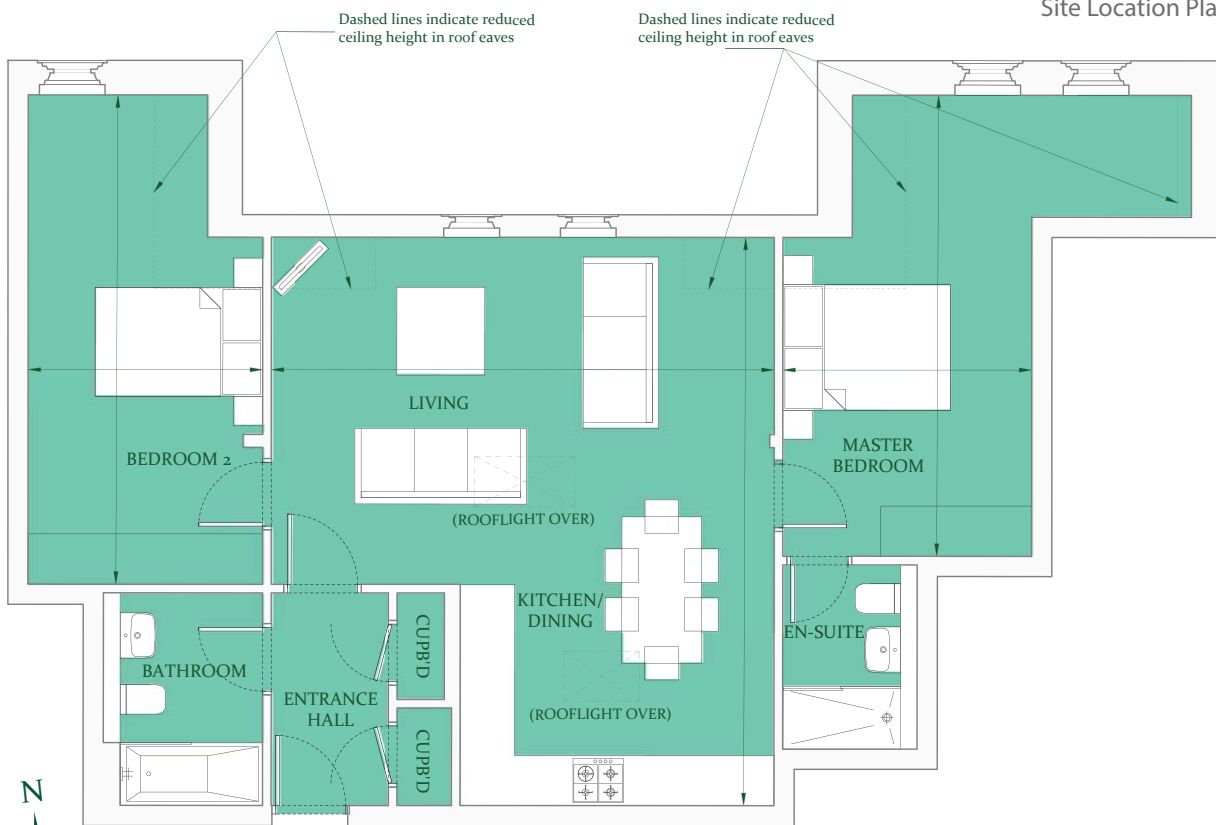 Site Location Pla
Dashed lines indicate reduced
ceiling height in roof eaves
Dashed lines indicate reduced
ceiling height in roof eaves
LIVING
BEDROOM 2
MASTER
BEDROOM
(ROOFLIGHT OVER)
KITCHEN/
DINING
EN-SUITE
CUPB'D
BATHROOM
ENTRANCE
HALL
(ROOFLIGHT OVER)
CUPB'D
N